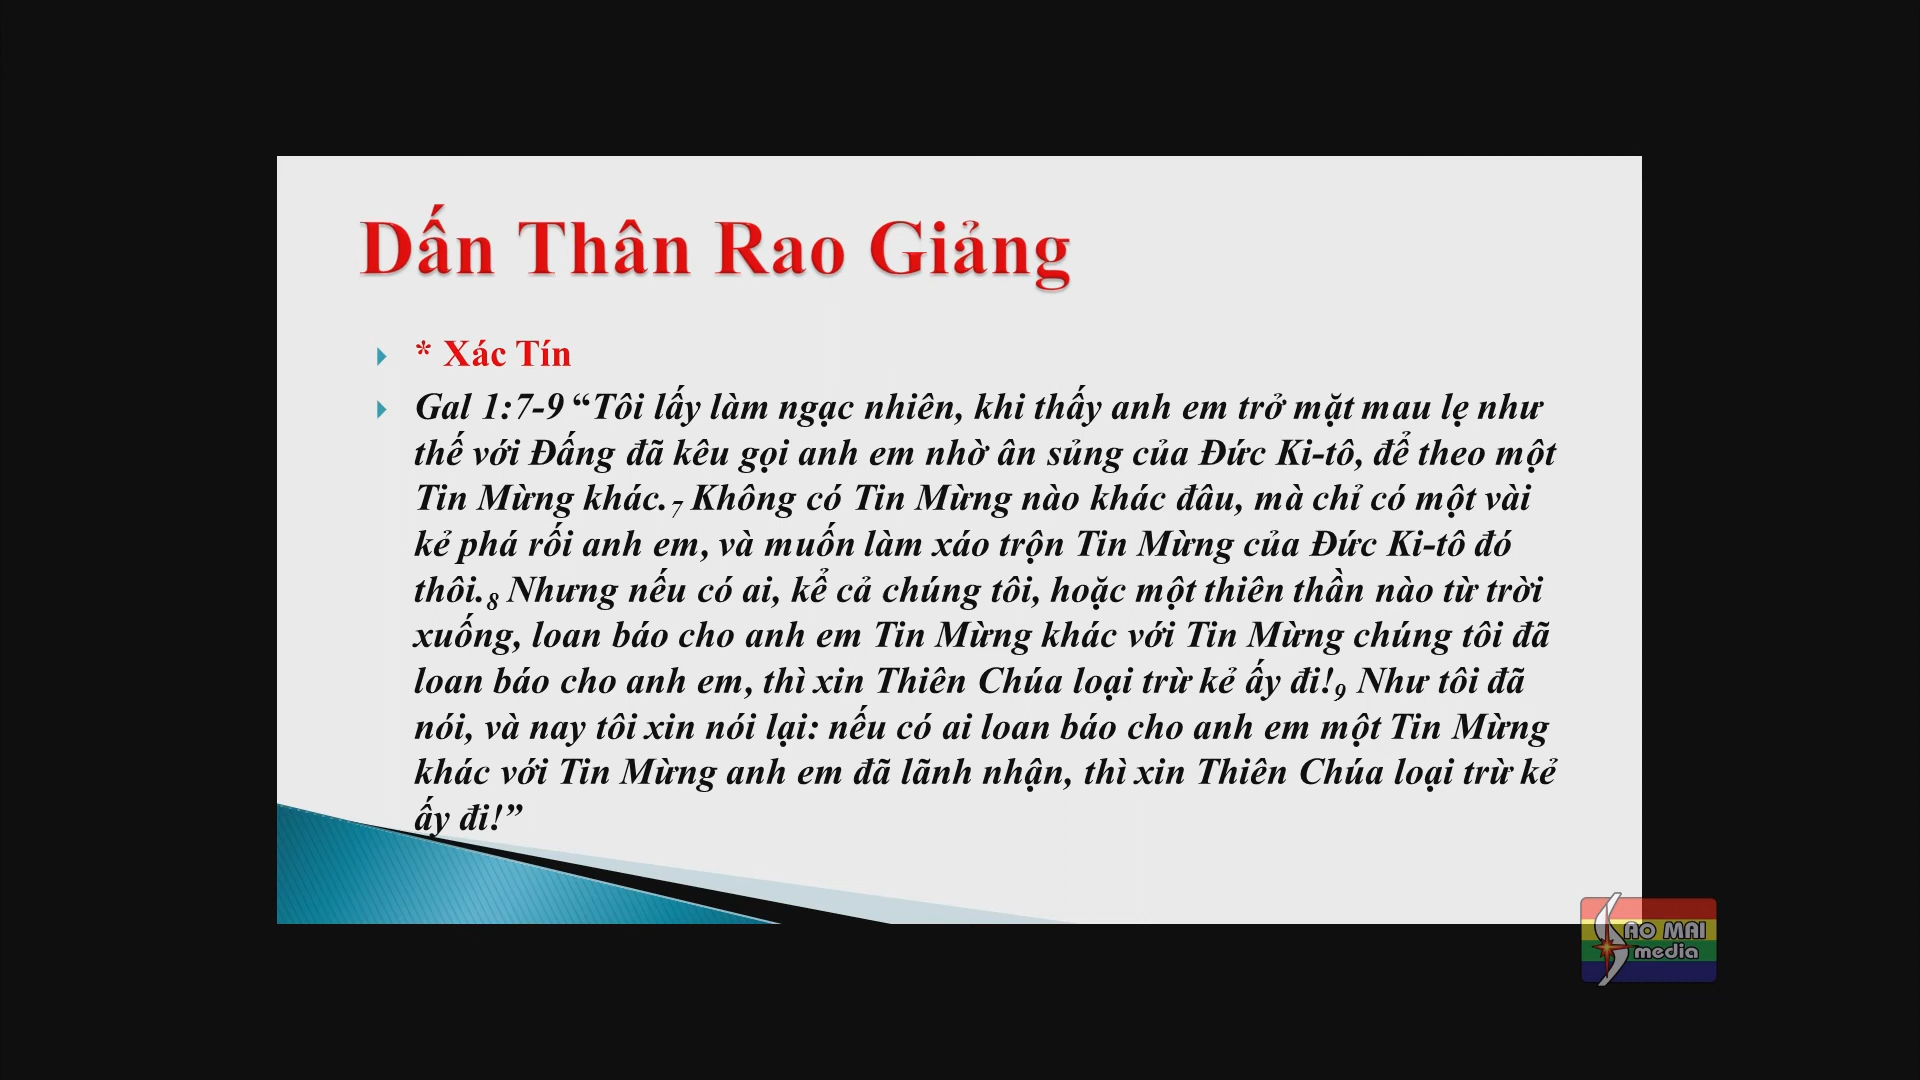 Dấn Thân Rao Giảng
* Xác Tín
Gal 1:7-9 “Tôi lấy làm ngạc nhiên, khi thấy anh em trở mặt mau lẹ như
thế với Đấng đã kêu gọi anh em nhờ ân sủng của Đức Ki-tô, để theo một
Tin Mừng khác. 7 Không có Tin Mừng nào khác đâu, mà chỉ có một vài
kẻ phá rối anh em, và muốn làm xáo trộn Tin Mừng của Đức Ki-tô đó
thôi. 8 Nhưng nếu có ai, kể cả chúng tôi, hoặc một thiên thần nào từ trời
xuống, loan báo cho anh em Tin Mừng khác với Tin Mừng chúng tôi đã
loan báo cho anh em, thì xin Thiên Chúa loại trừ kẻ ấy đi! 9 Như tôi đã
nói, và nay tôi xin nói lại: nếu có ai loan báo cho anh em một Tin Mừng
khác với Tin Mừng anh em đã lãnh nhận, thì xin Thiên Chúa loại trừ kẻ
ấy đi!”
SAO MAI
media